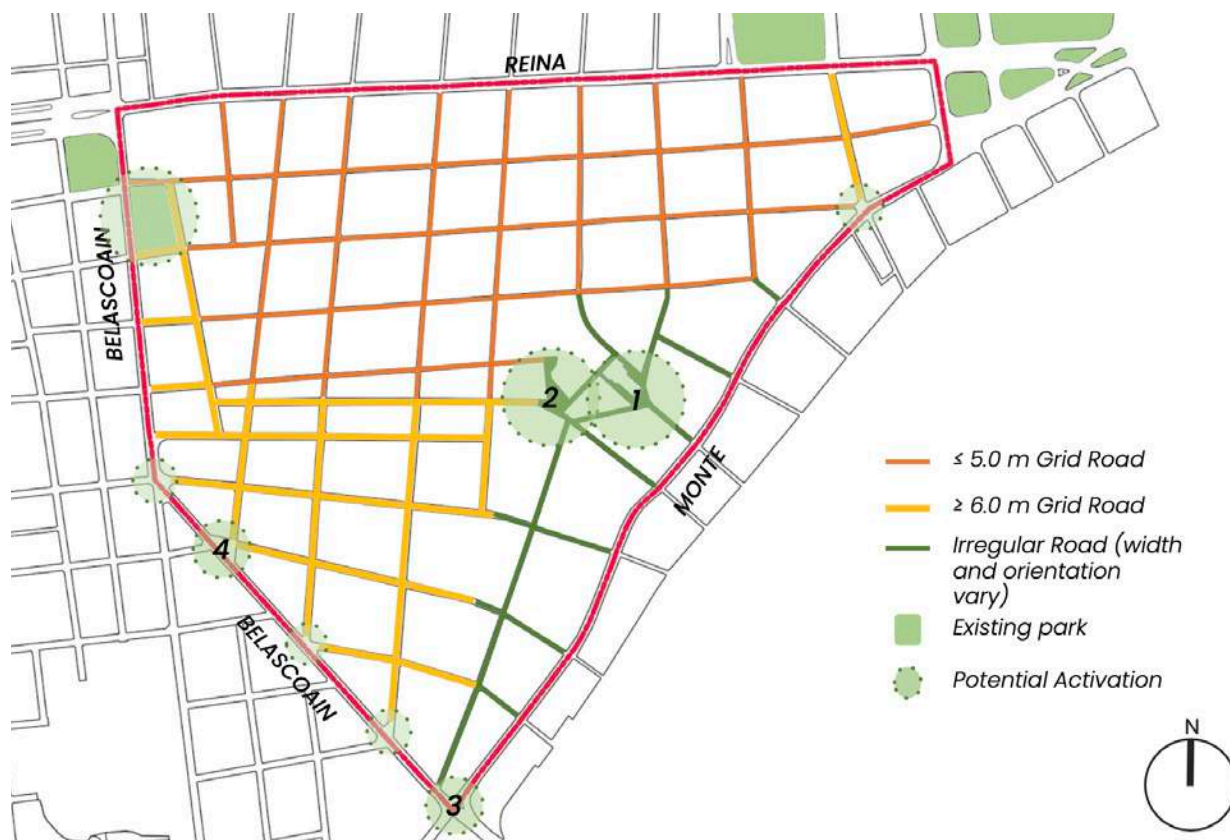 REINA
BELASCOAIN
2
1
MONTE
4
BELASCOAIN
3
≤ 5.0 m Grid Road
≥ 6.0 m Grid Road
Irregular Road (width
and orientation
vary)
Existing park
Potential Activation
N